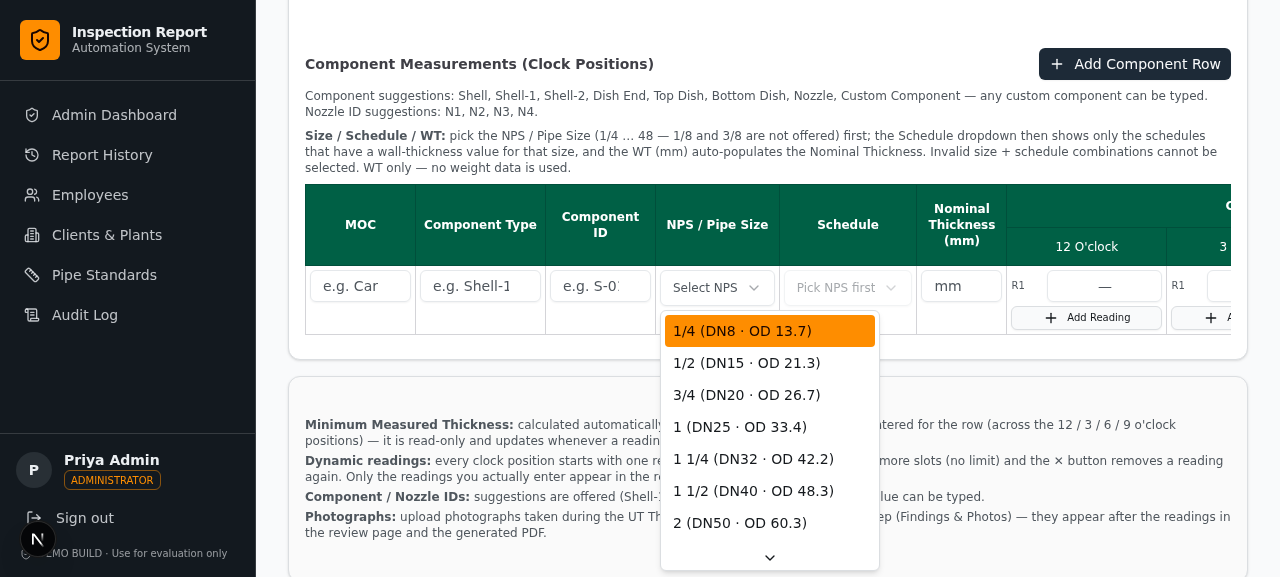 Inspection Report
Automation System
Admin Dashboard
Report History
Employees
Clients & Plants
Pipe Standards
Audit Log
P
Priya Admin
ADMINISTRATOR
Sign out
N
EMO BUILD · Use for evaluation only
Component Measurements (Clock Positions)
Add Component Row
Component suggestions: Shell, Shell-1, Shell-2, Dish End, Top Dish, Bottom Dish, Nozzle, Custom Component — any custom component can be typed.
Nozzle ID suggestions: N1, N2, N3, N4.
Size / Schedule / WT: pick the NPS / Pipe Size (1/4 … 48 — 1/8 and 3/8 are not offered) first; the Schedule dropdown then shows only the schedules
that have a wall-thickness value for that size, and the WT (mm) auto-populates the Nominal Thickness. Invalid size + schedule combinations cannot be
selected. WT only — no weight data is used.
MOC
Component Type
Component
ID
NPS / Pipe Size
Schedule
Nominal
Thickness
(mm)
12 O'clock
3
e.g. Car
e.g. Shell-1
e.g. S-01
Select NPS
Pick NPS first
mm
R1
—
R1
Add Reading
1/4 (DN8 · OD 13.7)
1/2 (DN15 · OD 21.3)
3/4 (DN20 · OD 26.7)
1 (DN25 · OD 33.4)
1 1/4 (DN32 · OD 42.2)
1 1/2 (DN40 · OD 48.3)
2 (DN50 · OD 60.3)
Minimum Measured Thickness: calculated automatically ntered for the row (across the 12 / 3 / 6 / 9 o'clock
positions) — it is read-only and updates whenever a readin
Dynamic readings: every clock position starts with one re more slots (no limit) and the ✕ button removes a reading
again. Only the readings you actually enter appear in the re
Component / Nozzle IDs: suggestions are offered (Shell-1 lue can be typed.
Photographs: upload photographs taken during the UT Th ep (Findings & Photos) — they appear after the readings in
the review page and the generated PDF.